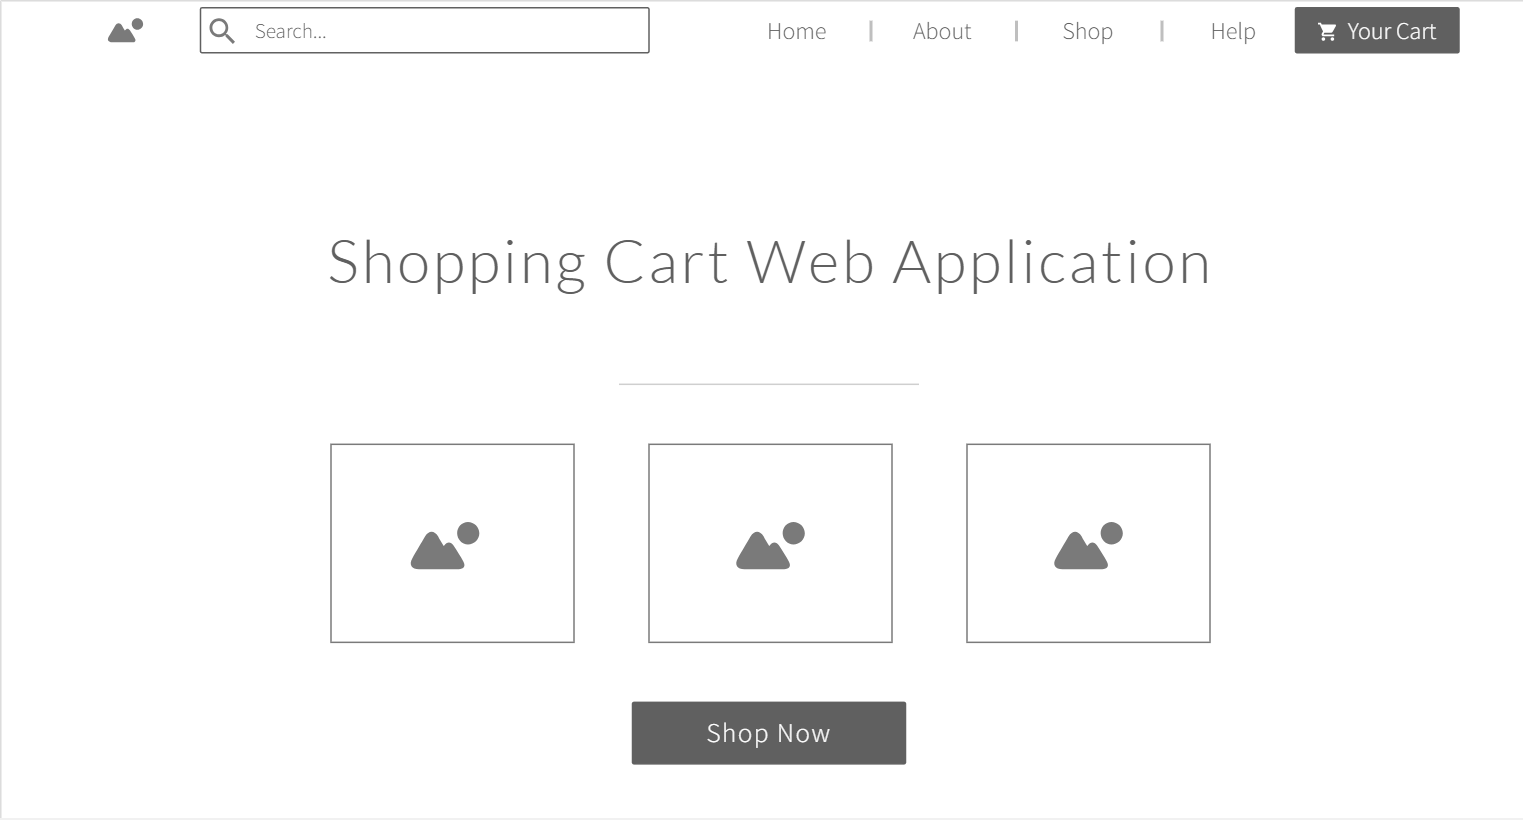 Search...
Home | About | Shop | Help
Your Cart
Shopping Cart Web Application
Shop Now